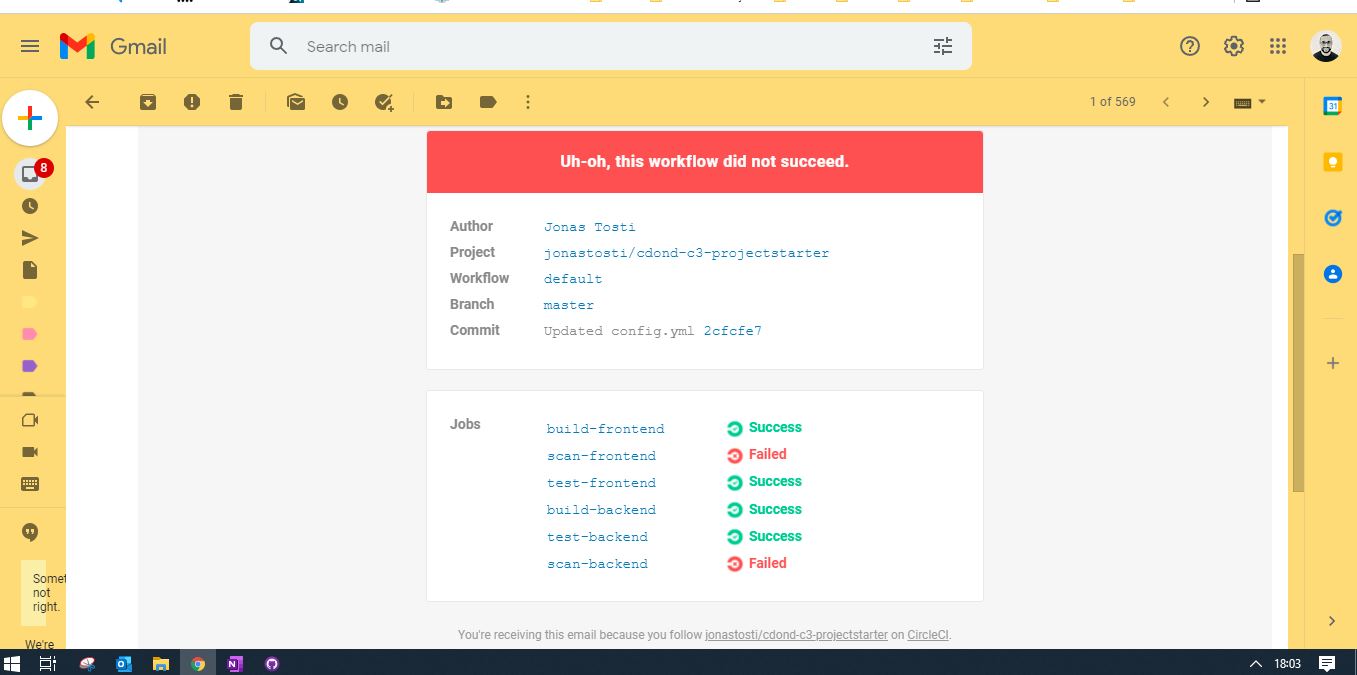 Gmail
Search mail
1 of 569
31
8
Uh-oh, this workflow did not succeed.
Author Jonas Tosti
Project jonastosti/cdond-c3-projectstarter
Workflow default
Branch master
Commit Updated config.yml 2cfcfe7
Jobs
build-frontend Success
scan-frontend Failed
test-frontend Success
build-backend Success
test-backend Success
scan-backend Failed
You're receiving this email because you follow jonastosti/cdond-c3-projectstarter on CircleCI.
Somet
not
right.
We're
18:03